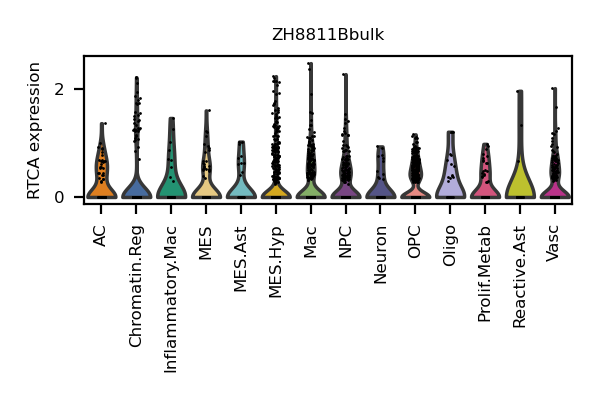 ZH8811Bbulk
RTCA expression
2
0
AC
Chromatin.Reg
Inflammatory.Mac
MES
MES.Ast
MES.Hyp
Mac
NPC
Neuron
OPC
Oligo
Prolif.Metab
Reactive.Ast
Vasc